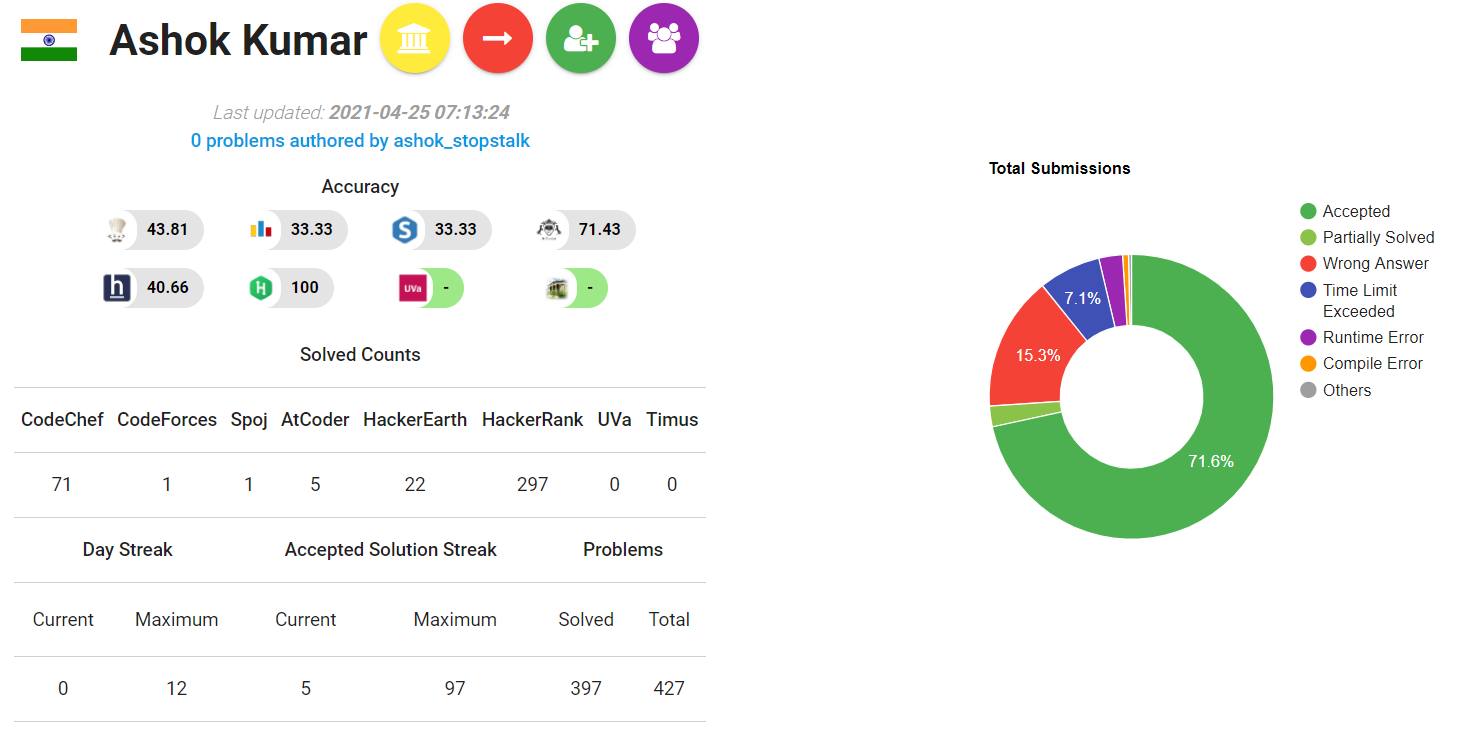 Ashok Kumar
Last updated: 2021-04-25 07:13:24
0 problems authored by ashok_stopstalk
Accuracy
43.81 33.33 33.33 71.43
h 40.66 H 100 UVa - -
Solved Counts
CodeChef CodeForces Spoj AtCoder HackerEarth HackerRank UVa Timus
71 1 1 5 22 297 0 0
Day Streak Accepted Solution Streak Problems
Current Maximum Current Maximum Solved Total
0 12 5 97 397 427
Total Submissions
Accepted
Partially Solved
Wrong Answer
Time Limit
Exceeded
Runtime Error
Compile Error
Others
7.1%
15.3%
71.6%